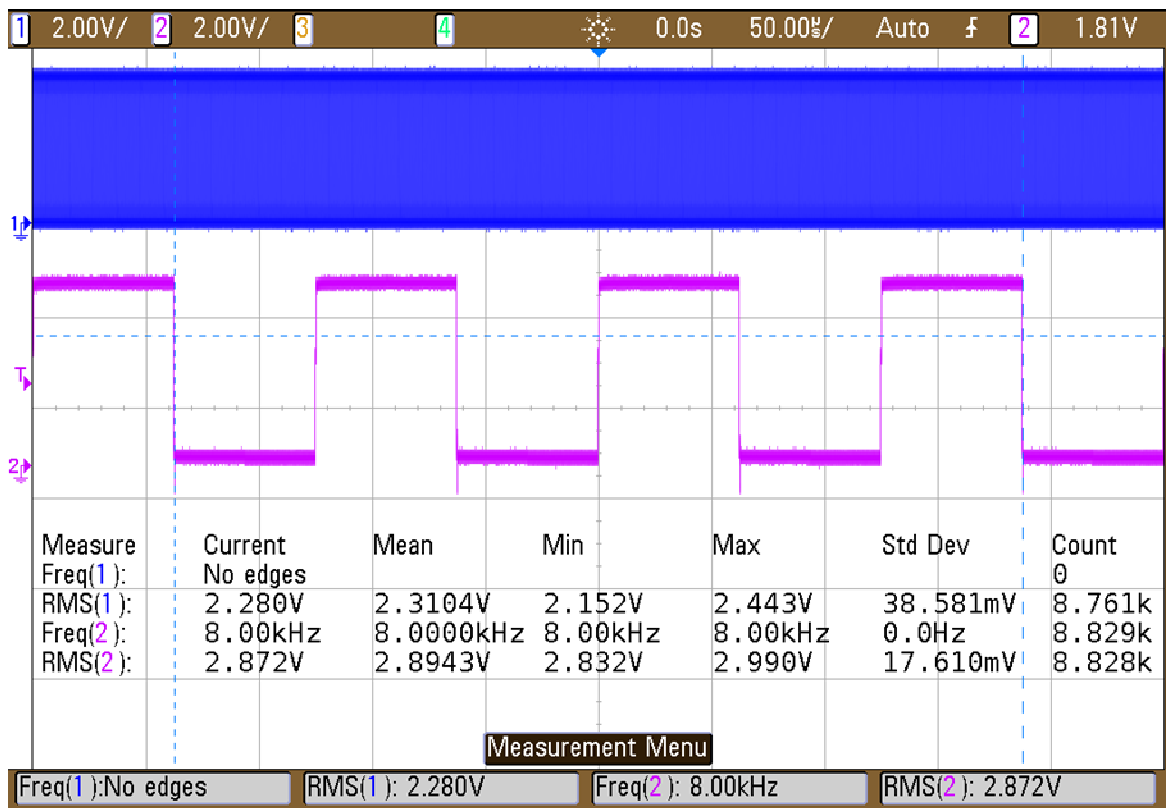 1 2.00V/ 2 2.00V/ 3 4 0.0s 50.00㎲/ Auto 2 1.81V
1
T
2
Measure Current Mean Min Max Std Dev Count
Freq(1): No edges 0
RMS(1): 2.280V 2.3104V 2.152V 2.443V 38.581mV 8.761k
Freq(2): 8.00kHz 8.0000kHz 8.00kHz 8.00kHz 0.0Hz 8.829k
RMS(2): 2.872V 2.8943V 2.832V 2.990V 17.610mV 8.828k
Measurement Menu
Freq(1):No edges RMS(1): 2.280V Freq(2): 8.00kHz RMS(2): 2.872V